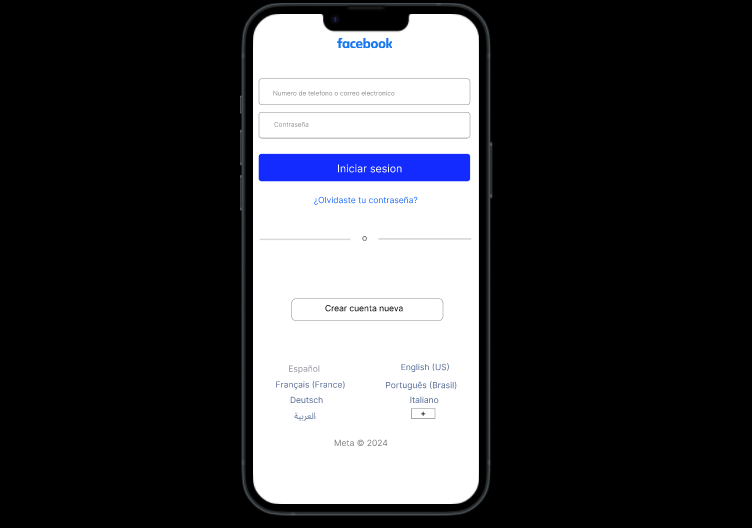 facebook
Numero de telefono o correo electronico
Contraseña
Iniciar sesion
¿Olvidaste tu contraseña?
o
Crear cuenta nueva
Español
English (US)
Français (France)
Português (Brasil)
Deutsch
Italiano
العربية
+
Meta © 2024